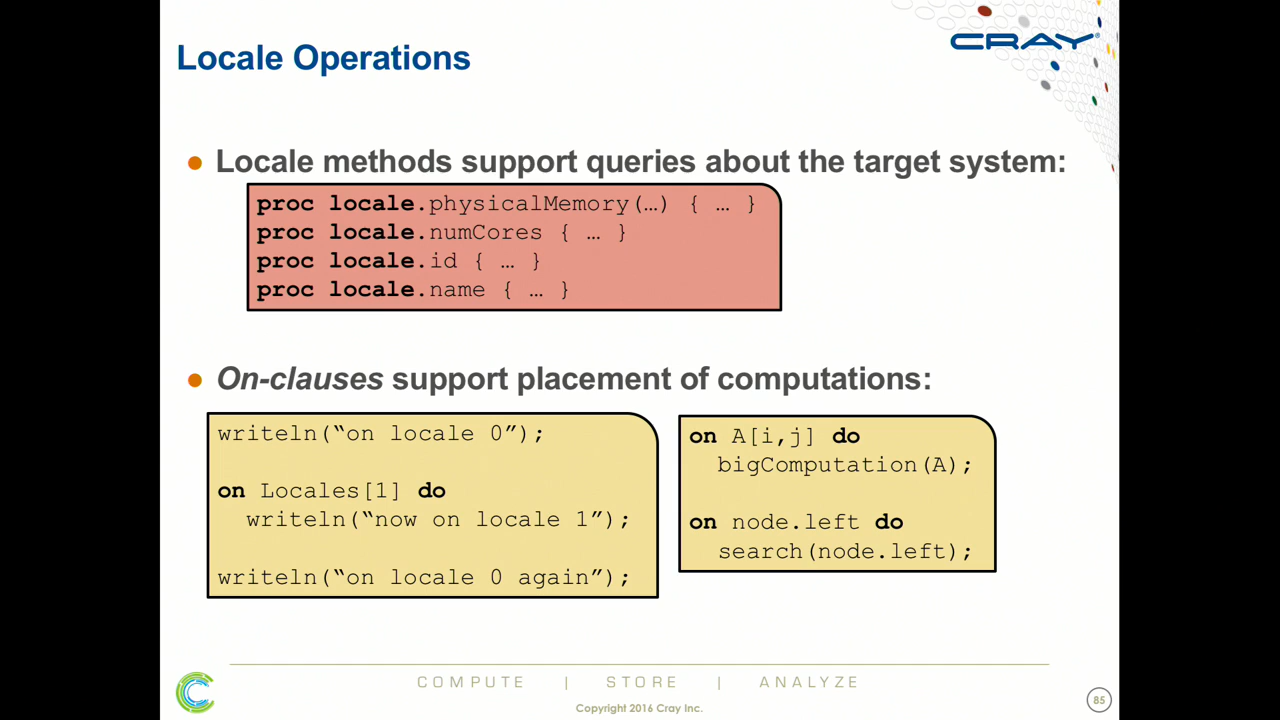 CRAY®
Locale Operations
● Locale methods support queries about the target system:
proc locale.physicalMemory(…) { … }
proc locale.numCores { … }
proc locale.id { … }
proc locale.name { … }
● On-clauses support placement of computations:
writeln(“on locale 0”);
on Locales[1] do
writeln(“now on locale 1”);
writeln(“on locale 0 again”);
on A[i,j] do
bigComputation(A);
on node.left do
search(node.left);
COMPUTE | STORE | ANALYZE
Copyright 2016 Cray Inc.
85